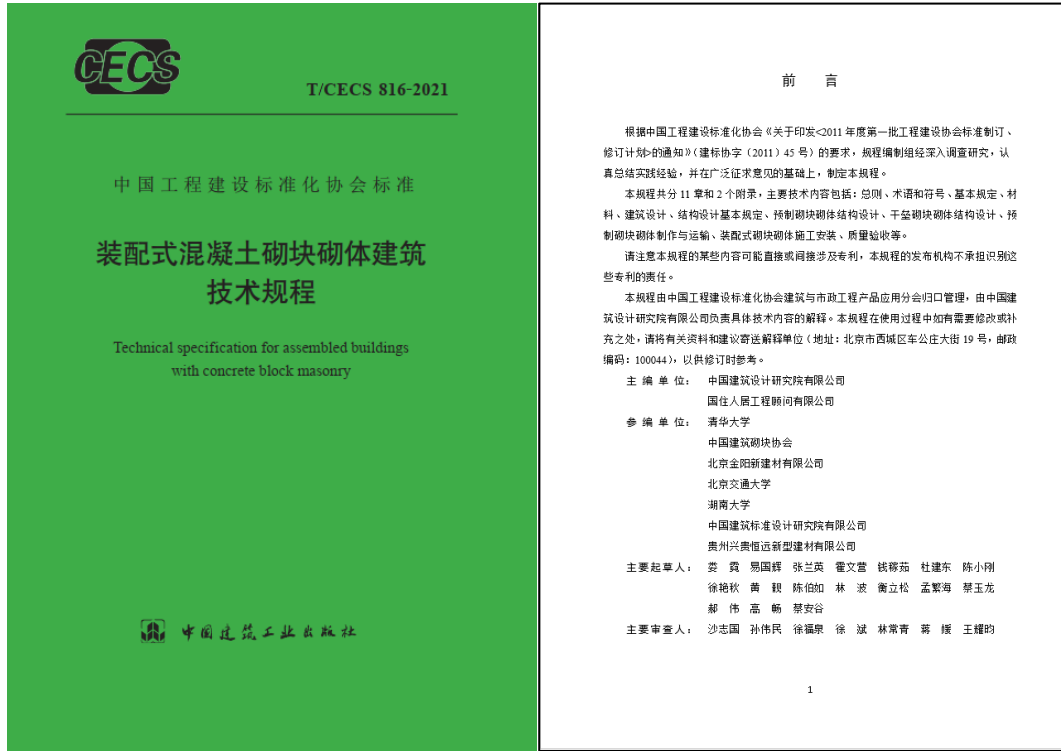 CECS
T/CECS 816-2021
中国工程建设标准化协会标准
装配式混凝土砌块砌体建筑
技术规程
Technical specification for assembled buildings
with concrete block masonry
中国建筑工业出版社
前 言
根据中国工程建设标准化协会《关于印发<2011 年度第一批工程建设协会标准制订、
修订计划>的通知》（建标协字（2011）45 号）的要求，规程编制组经深入调查研究，认
真总结实践经验，并在广泛征求意见的基础上，制定本规程。
本规程共分 11 章和 2 个附录，主要技术内容包括：总则、术语和符号、基本规定、材
料、建筑设计、结构设计基本规定、预制砌块砌体结构设计、干垒砌块砌体结构设计、预
制砌块砌体制作与运输、装配式砌块砌体施工安装、质量验收等。
请注意本规程的某些内容可能直接或间接涉及专利，本规程的发布机构不承担识别这
些专利的责任。
本规程由中国工程建设标准化协会建筑与市政工程产品应用分会归口管理，由中国建
筑设计研究院有限公司负责具体技术内容的解释。本规程在使用过程中如有需要修改或补
充之处，请将有关资料和建议寄送解释单位（地址：北京市西城区车公庄大街 19 号，邮政
编码：100044），以供修订时参考。
主 编 单 位： 中国建筑设计研究院有限公司
国住人居工程顾问有限公司
参 编 单 位： 清华大学
中国建筑砌块协会
北京金阳新建材有限公司
北京交通大学
湖南大学
中国建筑标准设计研究院有限公司
贵州兴贵恒远新型建材有限公司
主要起草人： 娄 霓 易国辉 张兰英 霍文营 钱稼茹 杜建东 陈小刚
徐艳秋 黄 靓 陈伯如 林 波 衡立松 孟繁海 蔡玉龙
郝 伟 高 畅 蔡安谷
主要审查人： 沙志国 孙伟民 徐福泉 徐 斌 林常青 蒋 媛 王耀昀
1